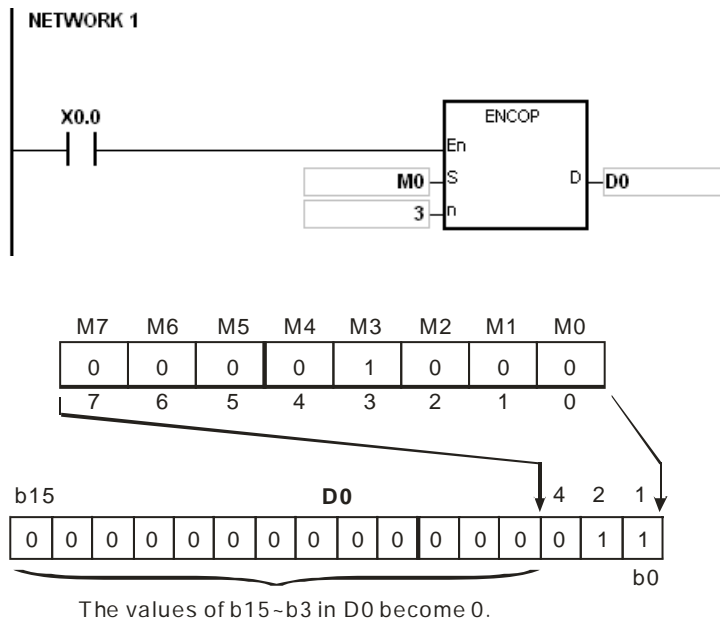 NETWORK 1
X0.0
ENCOP
En
M0 S D D0
3 n
M7 M6 M5 M4 M3 M2 M1 M0
0 0 0 0 1 0 0 0
7 6 5 4 3 2 1 0
b15 D0 4 2 1
0 0 0 0 0 0 0 0 0 0 0 0 0 0 1 1
b0
The values of b15~b3 in D0 become 0.